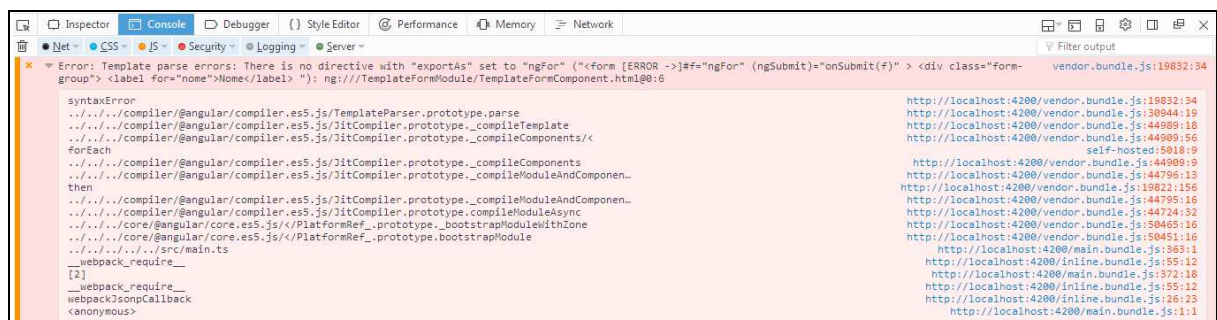 Inspector Console Debugger { } Style Editor Performance Memory Network
Net CSS JS Security Logging Server Filter output
Error: Template parse errors: There is no directive with "exportAs" set to "ngFor" ("<form [ERROR ->]#f="ngFor" (ngSubmit)="onSubmit(f)" > <div class="form- vendor.bundle.js:19832:34
group"> <label for="nome">Nome</label> "): ng:///TemplateFormModule/TemplateFormComponent.html@0:6
syntaxError http://localhost:4200/vendor.bundle.js:19832:34
../../../compiler/@angular/compiler.es5.js/TemplateParser.prototype.parse http://localhost:4200/vendor.bundle.js:30944:19
../../../compiler/@angular/compiler.es5.js/JitCompiler.prototype._compileTemplate http://localhost:4200/vendor.bundle.js:44989:18
../../../compiler/@angular/compiler.es5.js/JitCompiler.prototype._compileComponents/< http://localhost:4200/vendor.bundle.js:44909:56
forEach self-hosted:5018:9
../../../compiler/@angular/compiler.es5.js/JitCompiler.prototype._compileComponents http://localhost:4200/vendor.bundle.js:44909:9
../../../compiler/@angular/compiler.es5.js/JitCompiler.prototype._compileModuleAndComponen… http://localhost:4200/vendor.bundle.js:44796:13
then http://localhost:4200/vendor.bundle.js:19822:156
../../../compiler/@angular/compiler.es5.js/JitCompiler.prototype._compileModuleAndComponen… http://localhost:4200/vendor.bundle.js:44795:16
../../../compiler/@angular/compiler.es5.js/JitCompiler.prototype.compileModuleAsync http://localhost:4200/vendor.bundle.js:44724:32
../../../core/@angular/core.es5.js/</PlatformRef_.prototype._bootstrapModuleWithZone http://localhost:4200/vendor.bundle.js:50465:16
../../../core/@angular/core.es5.js/</PlatformRef_.prototype.bootstrapModule http://localhost:4200/vendor.bundle.js:50451:16
../../../../../src/main.ts http://localhost:4200/main.bundle.js:363:1
__webpack_require__ http://localhost:4200/inline.bundle.js:55:12
[2] http://localhost:4200/main.bundle.js:372:18
__webpack_require__ http://localhost:4200/inline.bundle.js:55:12
webpackJsonpCallback http://localhost:4200/inline.bundle.js:26:23
<anonymous> http://localhost:4200/main.bundle.js:1:1